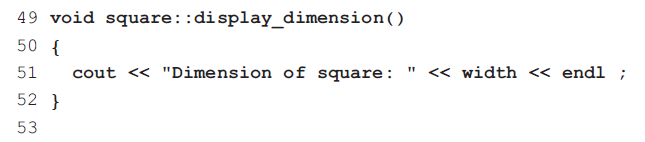 49 void square::display_dimension()
50 {
51   cout << "Dimension of square: " << width << endl ;
52 }
53